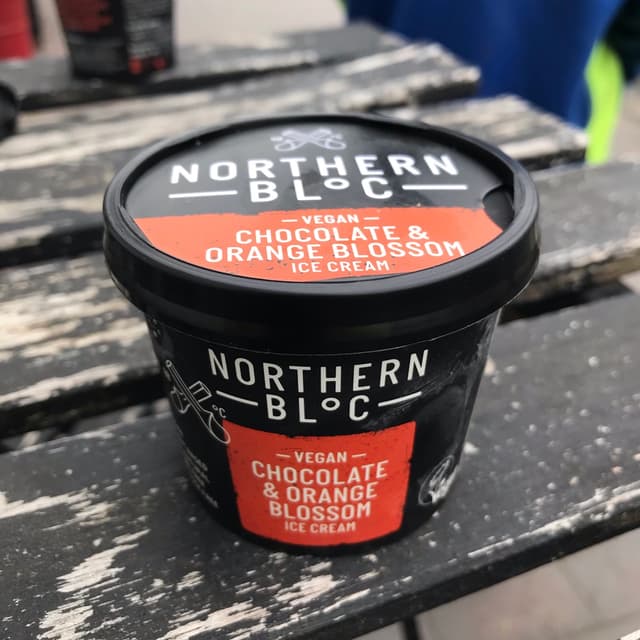 NORTHERN
BLOC
VEGAN
CHOCOLATE &
ORANGE BLOSSOM
ICE CREAM
NORTHERN
BLOC
°C
VEGAN
CHOCOLATE
& ORANGE
BLOSSOM
ICE CREAM